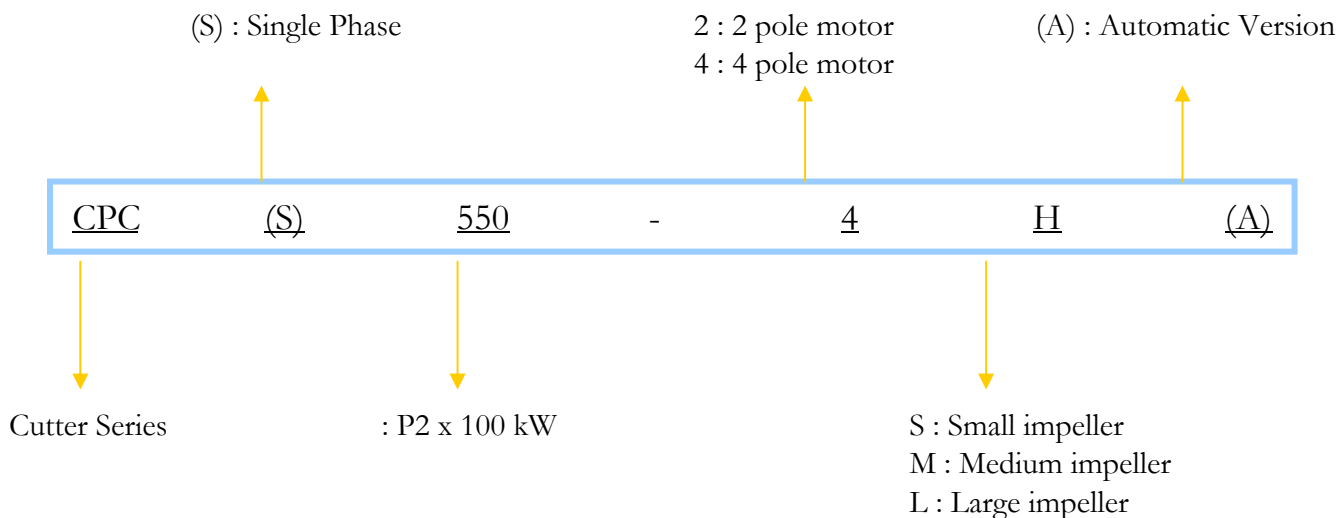 (S) : Single Phase
2 : 2 pole motor
(A) : Automatic Version
4 : 4 pole motor
CPC (S) 550 - 4 H (A)
Cutter Series
: P2 x 100 kW
S : Small impeller
M : Medium impeller
L : Large impeller